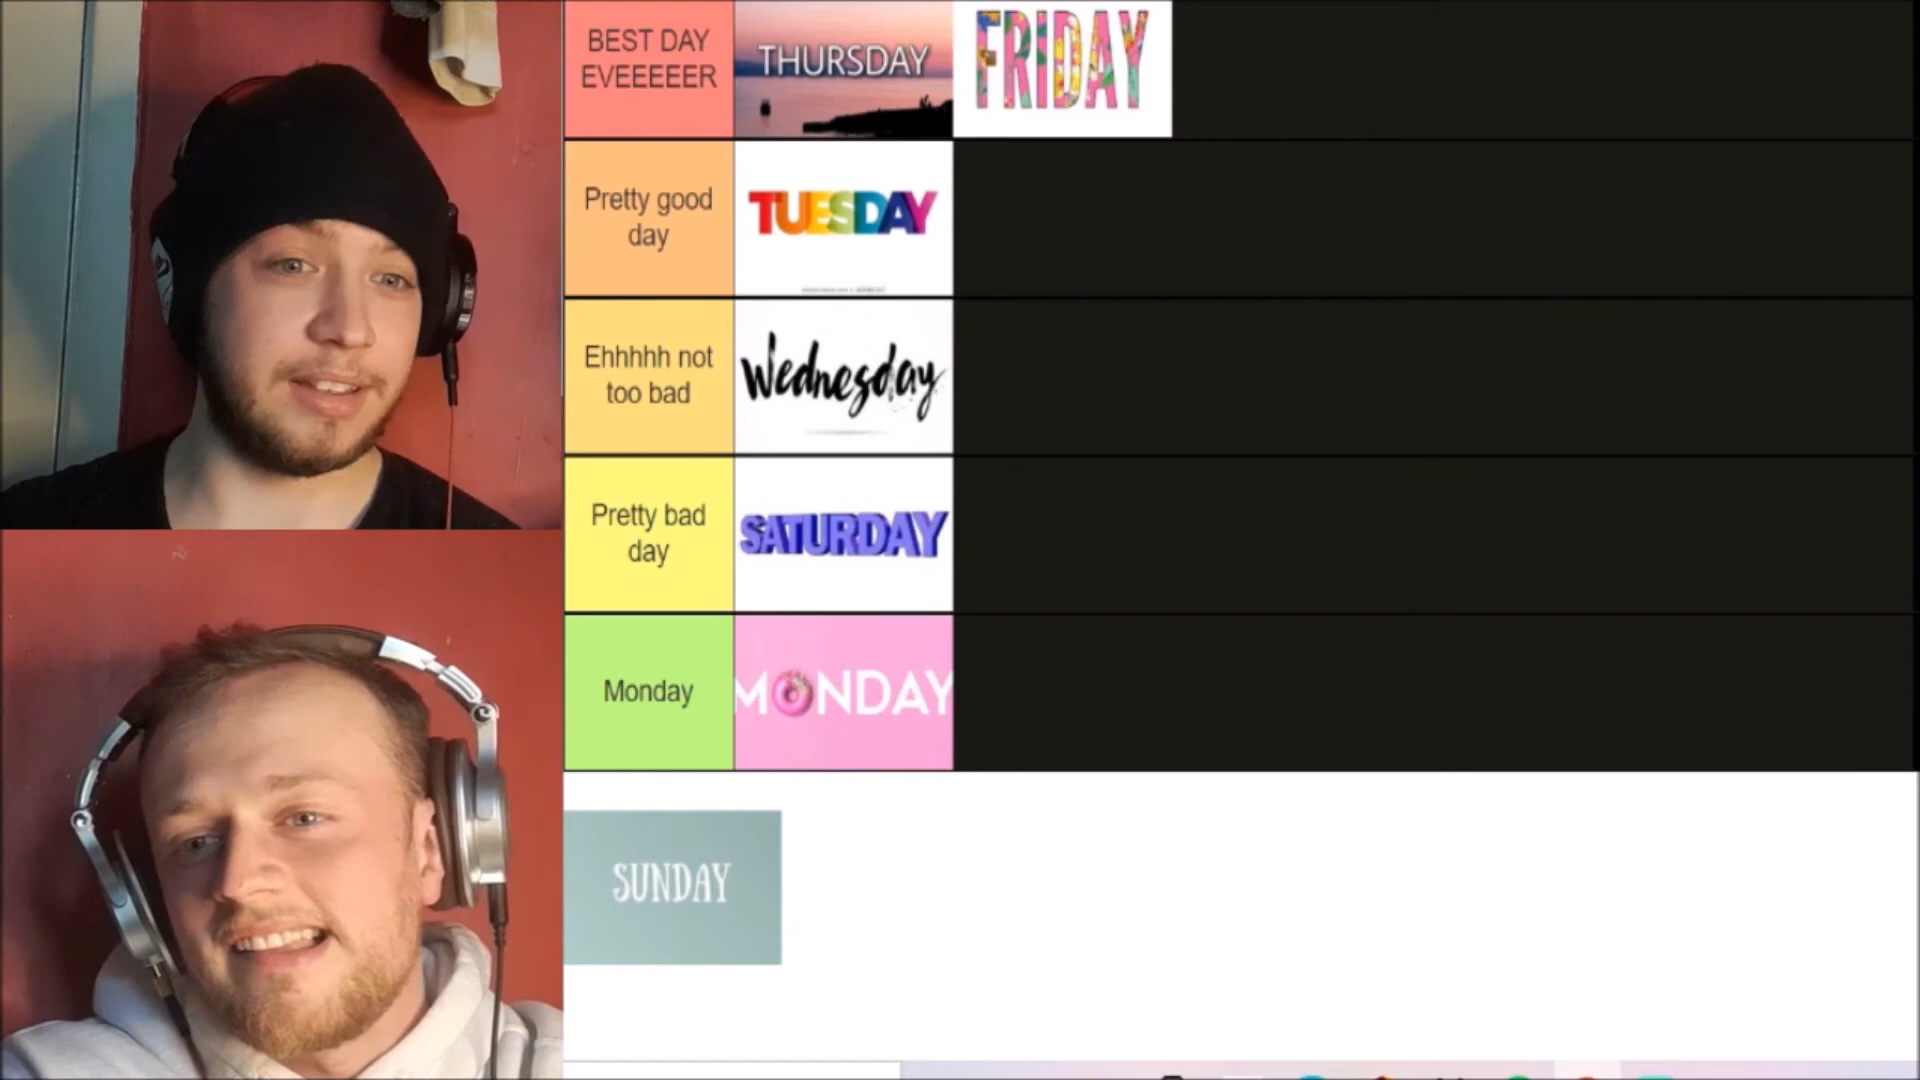 BEST DAY
EVEEEEER
THURSDAY
FRIDAY
Pretty good
day
TUESDAY
Ehhhhh not
too bad
Wednesday
Pretty bad
day
SATURDAY
Monday
MONDAY
SUNDAY